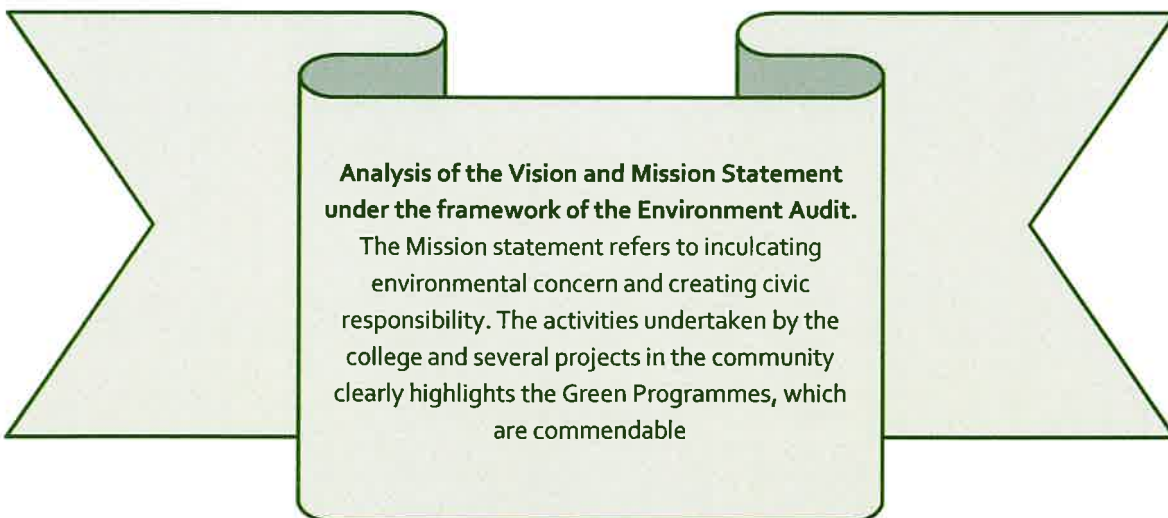 Analysis of the Vision and Mission Statement
under the framework of the Environment Audit.
The Mission statement refers to inculcating
environmental concern and creating civic
responsibility. The activities undertaken by the
college and several projects in the community
clearly highlights the Green Programmes, which
are commendable